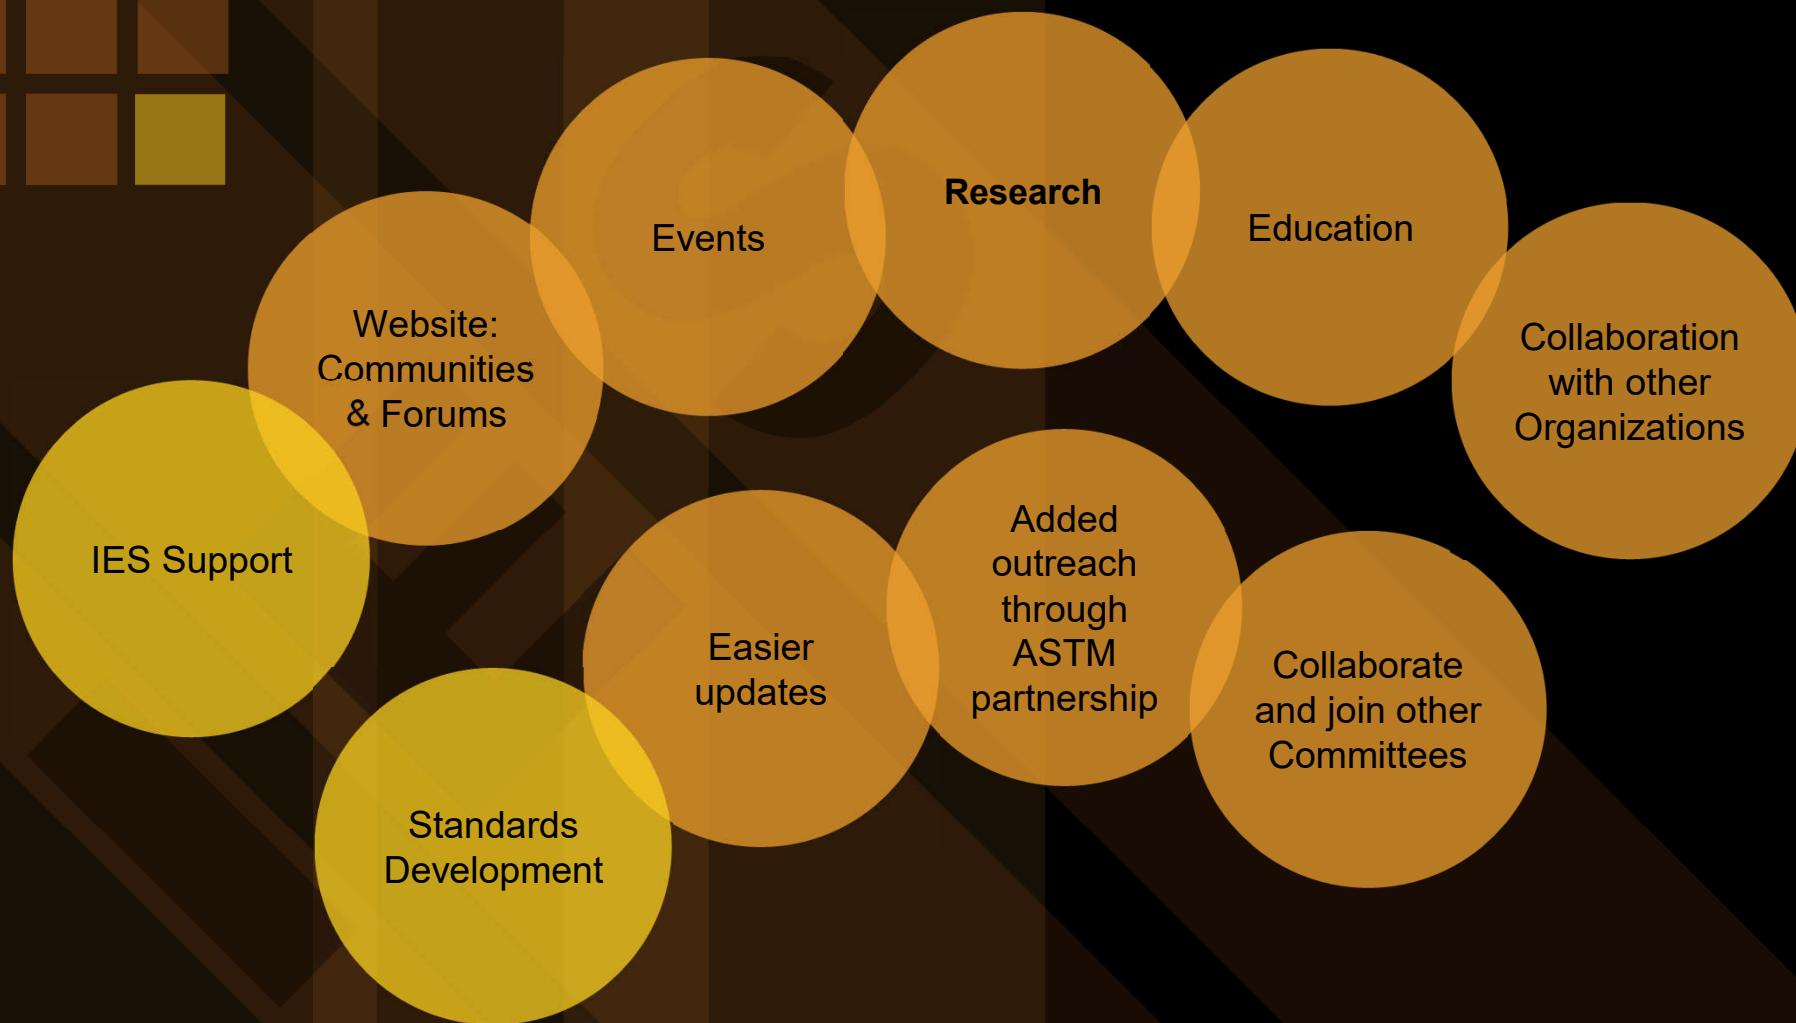 IES Support
Website:
Communities
& Forums
Events
Research
Education
Collaboration
with other
Organizations
Standards
Development
Easier
updates
Added
outreach
through
ASTM
partnership
Collaborate
and join other
Committees